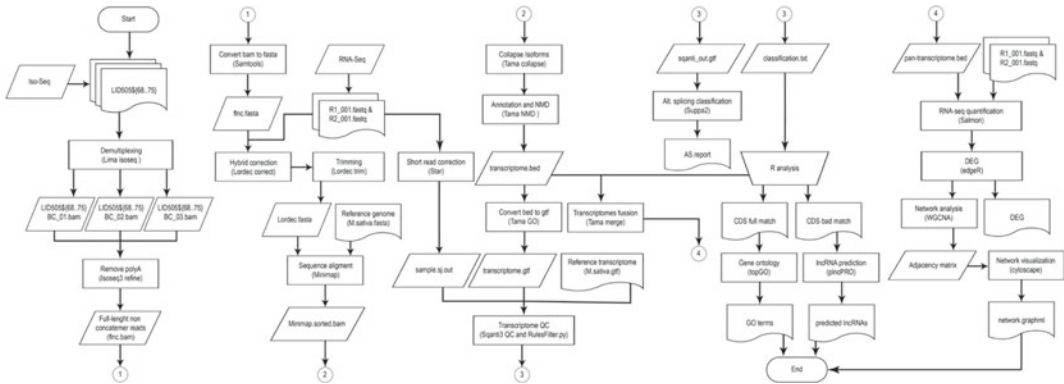 Start
Iso-Seq
LID505$(68..75)
Demultiplexing
(Lima isoseq )
LID505$(68..75)
BC_01.bam
LID505$(68..75)
BC_02.bam
LID505$(68..75)
BC_03.bam
Remove polyA
(Isoseq3 refine)
Full-lenght non
concatemer reads
(flnc.bam)
1
1
Convert bam to fasta
(Samtools)
RNA-Seq
flnc.fasta
R1_001.fastq &
R2_001.fastq
Hybrid correction
(Lordec correct)
Trimming
(Lordec trim)
Short read correction
(Star)
Lordec.fasta
Reference genome
(M.sativa.fasta)
Sequence aligment
(Minimap)
Minimap.sorted.bam
2
2
Collapse Isoforms
(Tama collapse)
Annotation and NMD
(Tama NMD )
transcriptome.bed
Convert bed to gtf
(Tama GO)
Transcriptomes fussion
(Tama merge)
4
sample.sj.out
transcriptome.gtf
Reference transcriptome
(M.sativa.gtf)
Transcriptome QC
(Sqanti3 QC and RulesFilter.py)
3
3
sqanti_out.gtf
Alt. splicing classification
(Suppa2)
AS report
3
classification.txt
R analysis
CDS full match
CDS bad match
Gene ontology
(topGO)
lncRNA prediction
(plncPRO)
GO terms
predicted lncRNAs
End
4
pan-transcriptome.bed
R1_001.fastq &
R2_001.fastq
RNA-seq quantification
(Salmon)
DEG
(edgeR)
Network analysis
(WGCNA)
DEG
Adjacency matrix
Network visualization
(cytoscape)
network.graphml